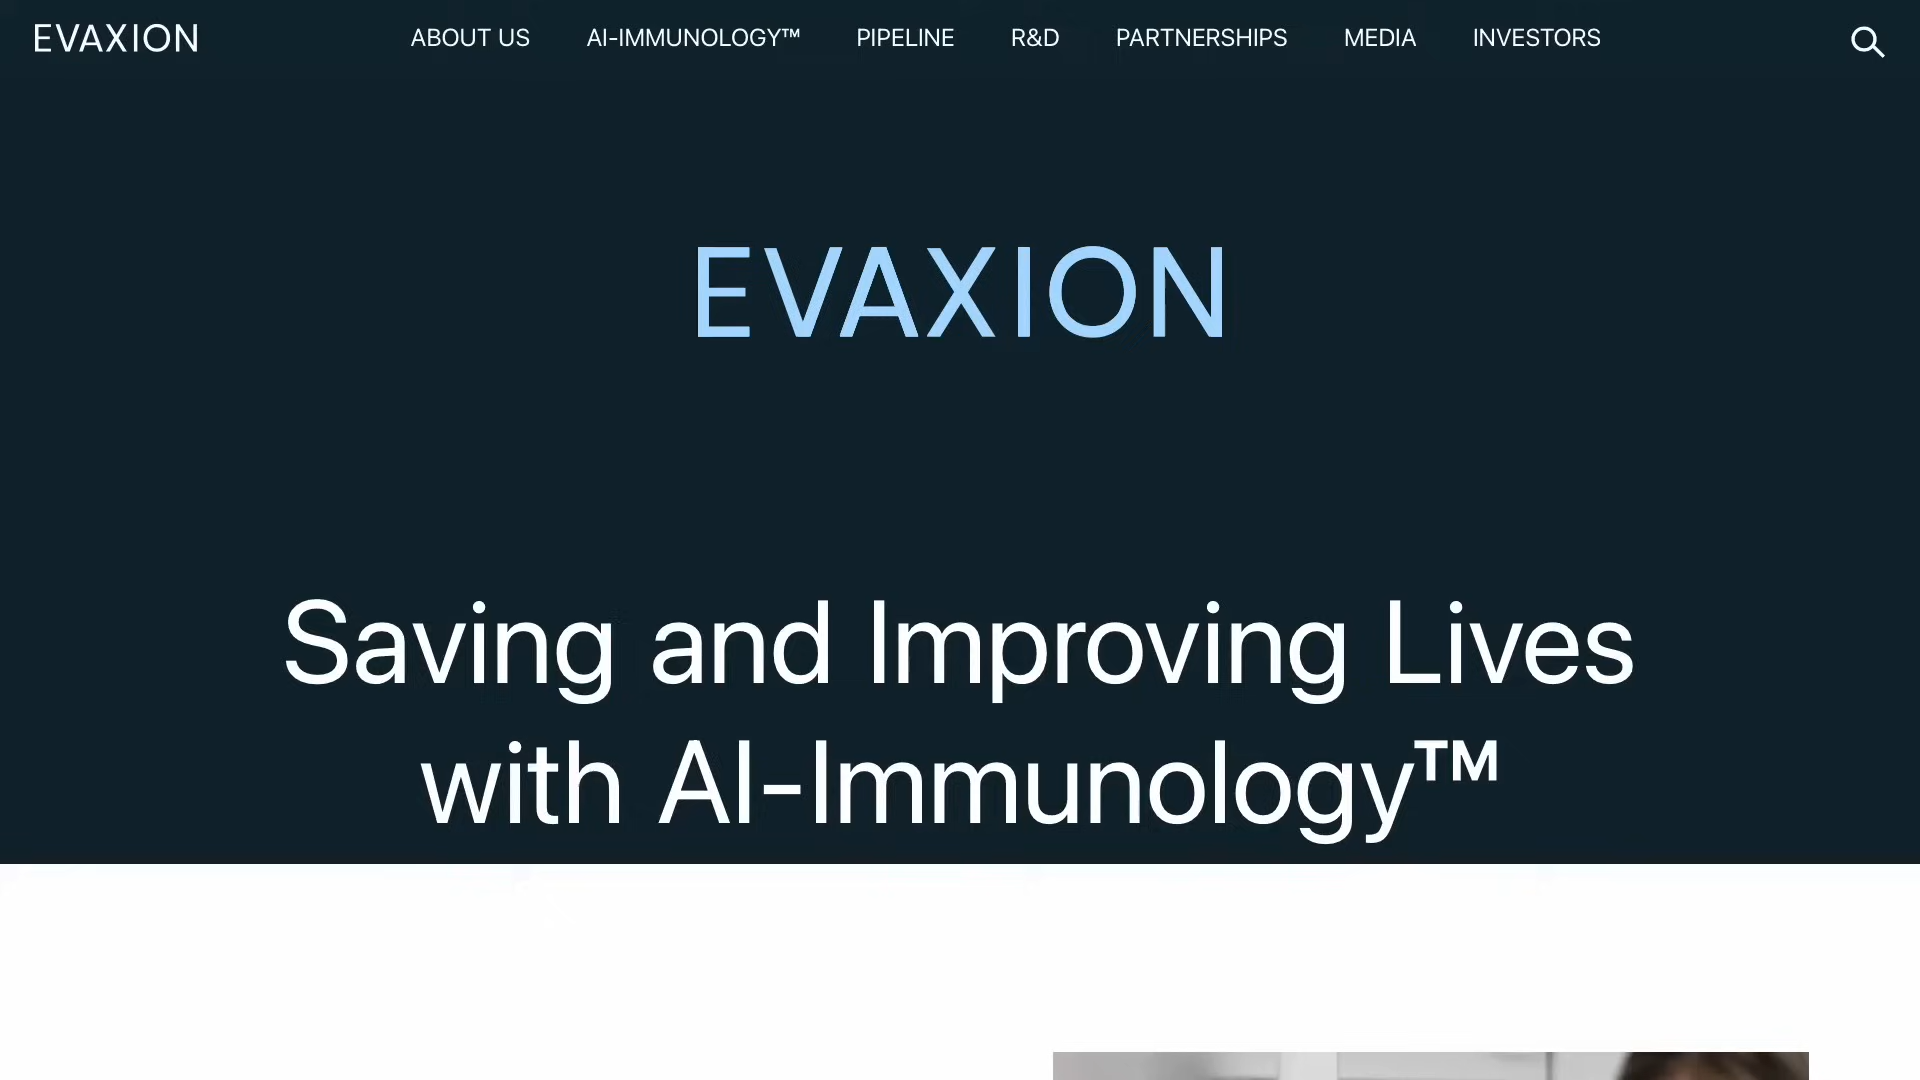 EVAXION
ABOUT US
AI-IMMUNOLOGY™
PIPELINE
R&D
PARTNERSHIPS
MEDIA
INVESTORS
EVAXION
Saving and Improving Lives
with AI-Immunology™